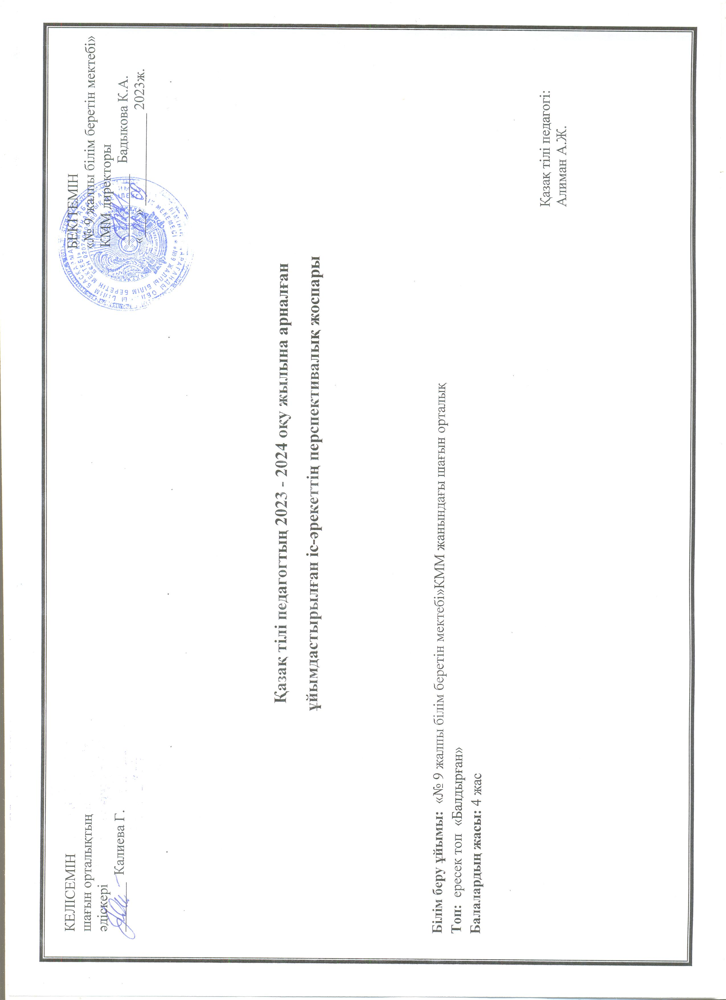 КЕЛІСЕМІН
шағын орталықтың
әдіскері
Калиева Г.
БЕКІТЕМІН
«№ 9 жалпы білім беретін мектебі»
КММ директоры
Бадыкова К.А.
« » 2023ж.
Қазақ тілі педагогтың 2023 - 2024 оқу жылына арналған
ұйымдастырылған іс-әрекеттің перспективалық жоспары
Білім беру ұйымы: «№ 9 жалпы білім беретін мектебі»КММ жанындағы шағын орталық
Топ: ересек топ «Балдырған»
Балалардың жасы: 4 жас
Қазақ тілі педагогі:
Алиман А.Ж.